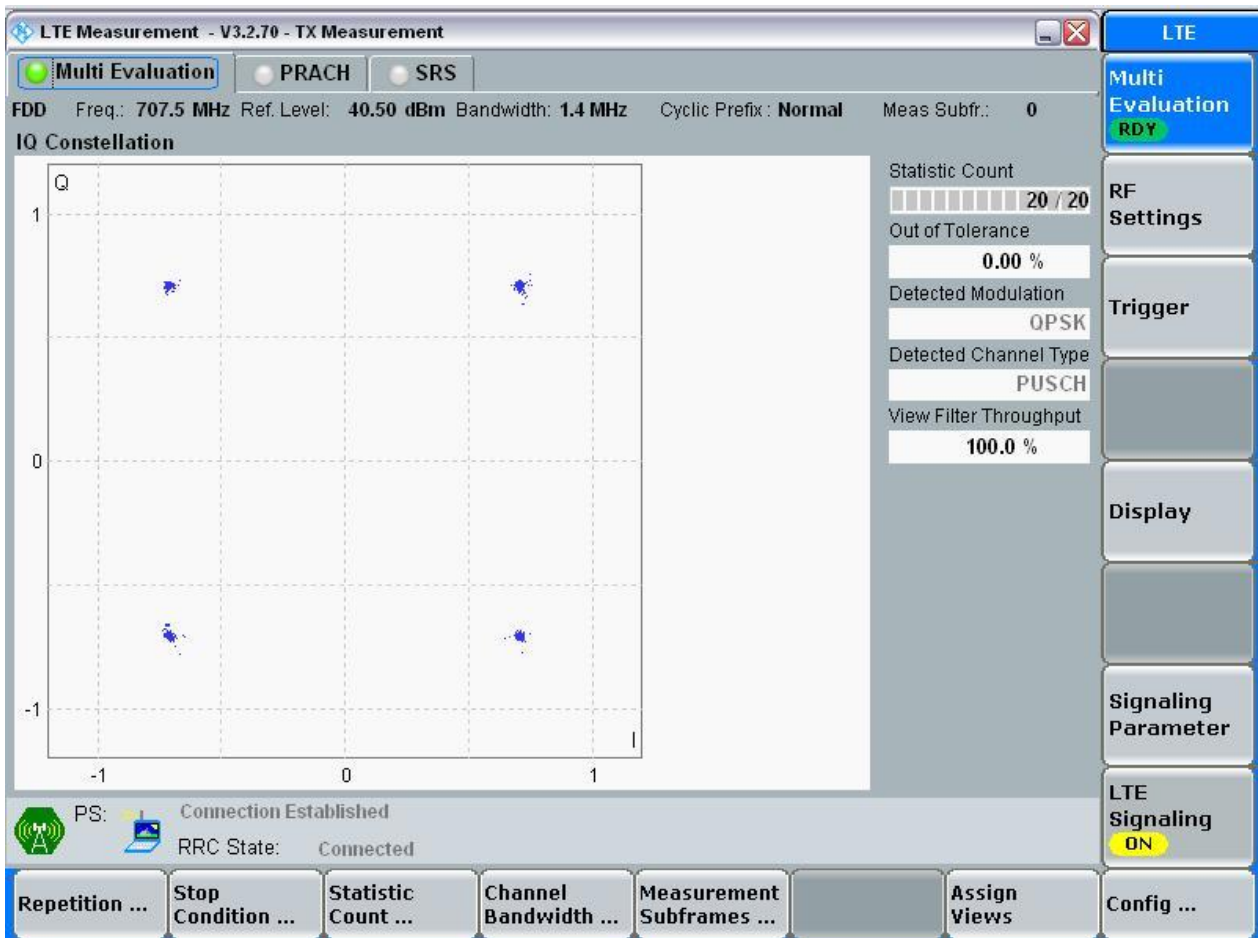 LTE Measurement - V3.2.70 - TX Measurement
LTE
Multi Evaluation PRACH SRS
FDD Freq.: 707.5 MHz Ref. Level: 40.50 dBm Bandwidth: 1.4 MHz Cyclic Prefix : Normal Meas Subfr.: 0
IQ Constellation
Q
1
0
-1
-1 0 1
I
Statistic Count
20 / 20
Out of Tolerance
0.00 %
Detected Modulation
QPSK
Detected Channel Type
PUSCH
View Filter Throughput
100.0 %
Multi
Evaluation
RDY
RF
Settings
Trigger
Display
Signaling
Parameter
LTE
Signaling
ON
PS: Connection Established
RRC State: Connected
Repetition ...
Stop
Condition ...
Statistic
Count ...
Channel
Bandwidth ...
Measurement
Subframes ...
Assign
Views
Config ...